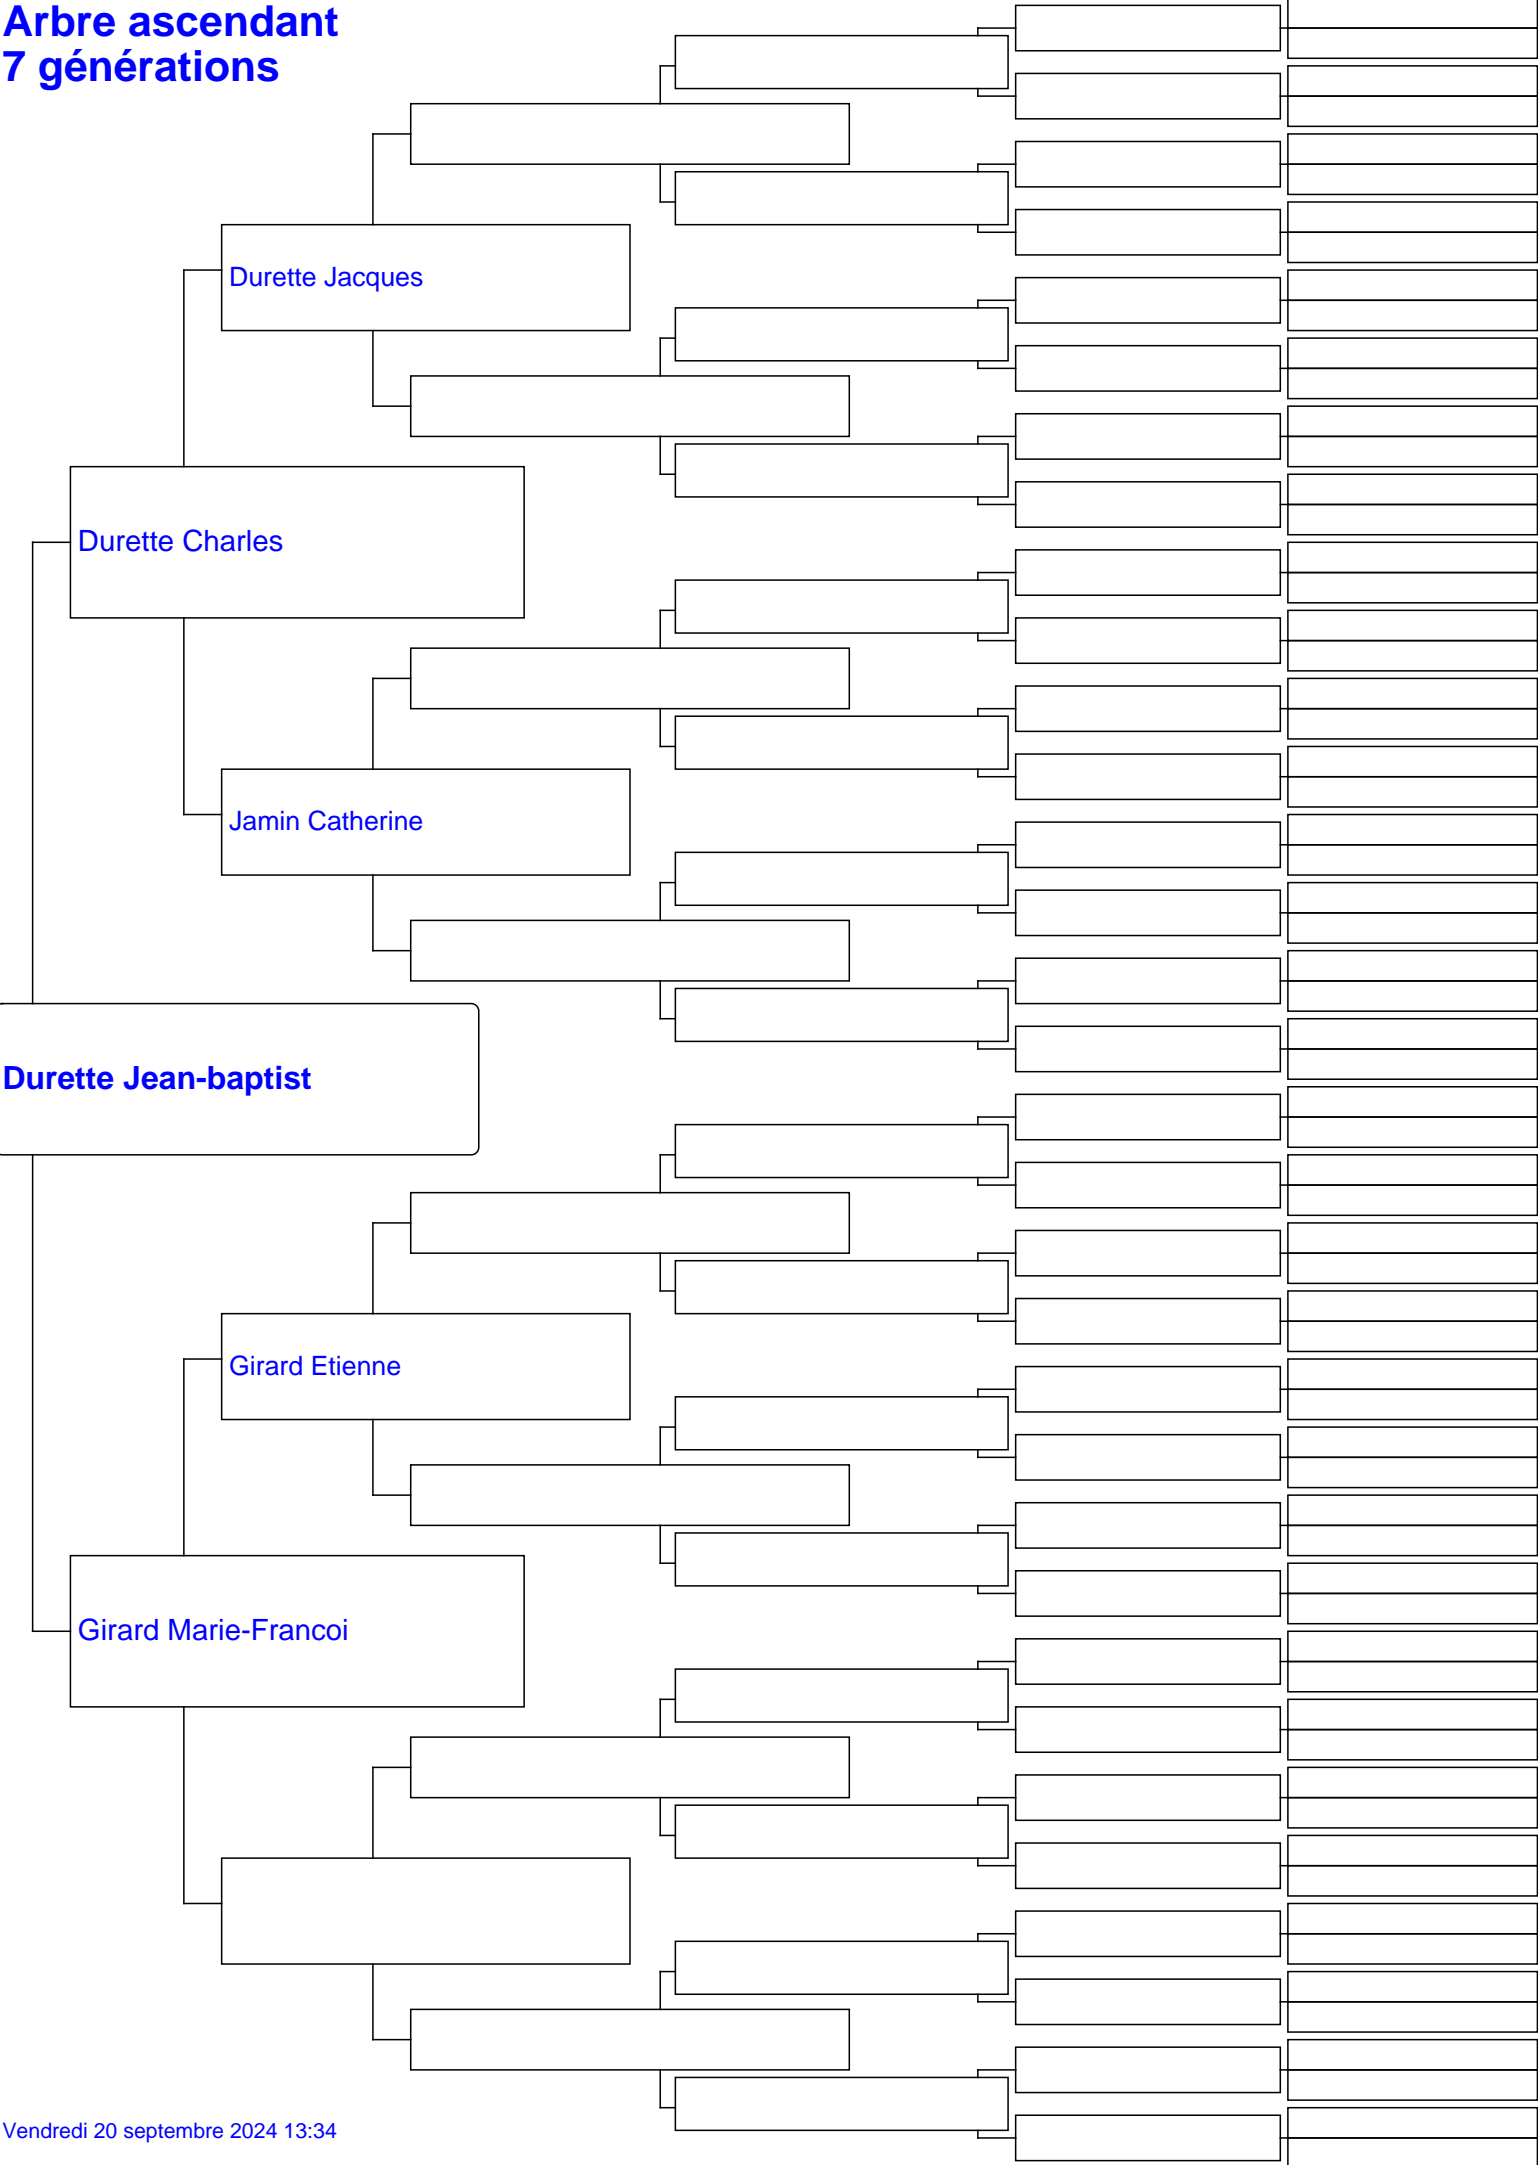 Arbre ascendant
7 générations
Durette Jacques
Durette Charles
Jamin Catherine
Durette Jean-baptist
Girard Etienne
Girard Marie-Francoi
Vendredi 20 septembre 2024 13:34